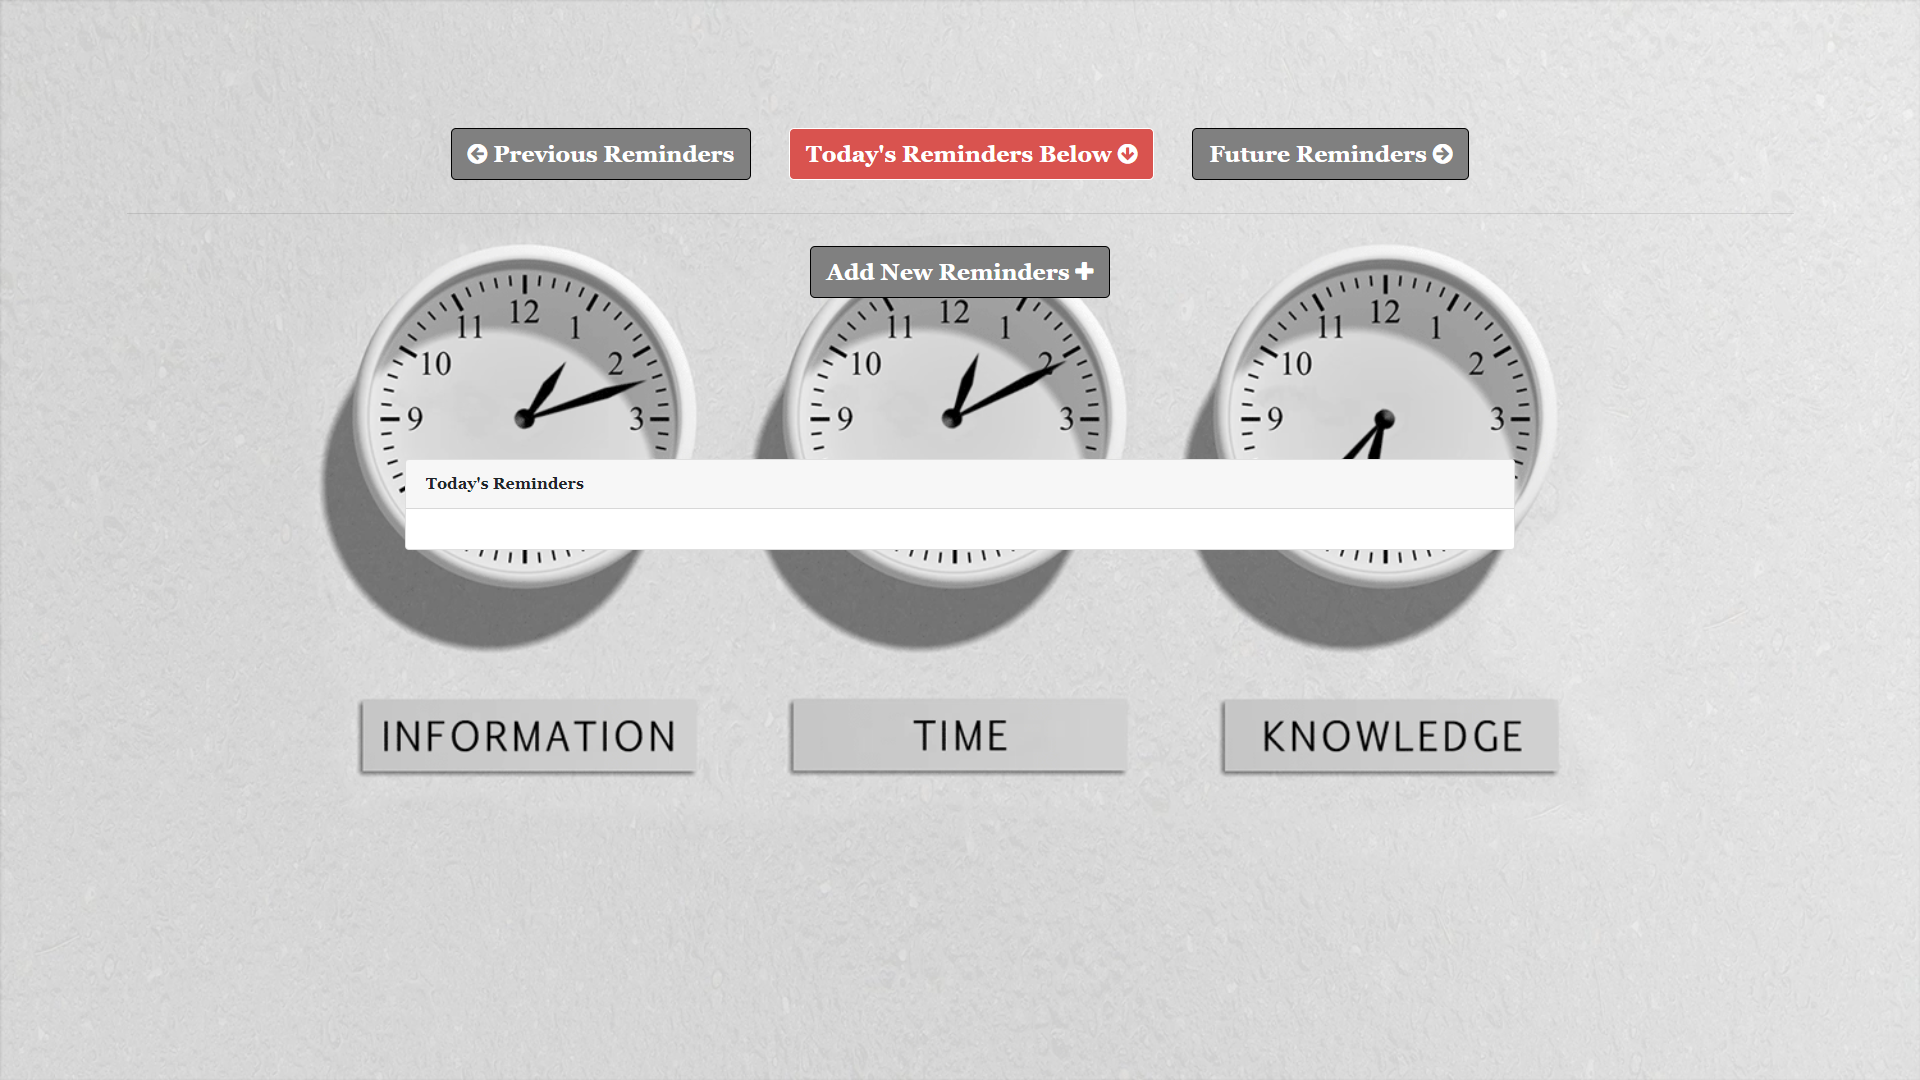 Previous Reminders
Today's Reminders Below
Future Reminders
Add New Reminders
12
11
1
10
2
9
3
12
11
1
10
2
9
3
12
11
1
10
2
9
3
Today's Reminders
INFORMATION
TIME
KNOWLEDGE